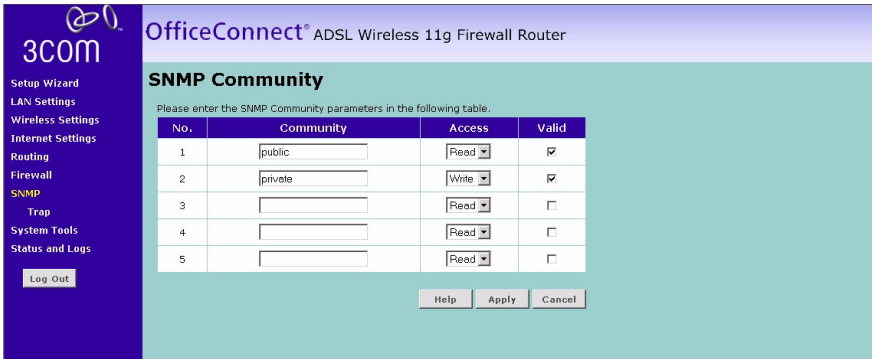 3COM
OfficeConnect® ADSL Wireless 11g Firewall Router
Setup Wizard
LAN Settings
Wireless Settings
Internet Settings
Routing
Firewall
SNMP
Trap
System Tools
Status and Logs
Log Out
SNMP Community
Please enter the SNMP Community parameters in the following table.
No. Community Access Valid
1 public Read
2 private Write
3 Read
4 Read
5 Read
Help Apply Cancel